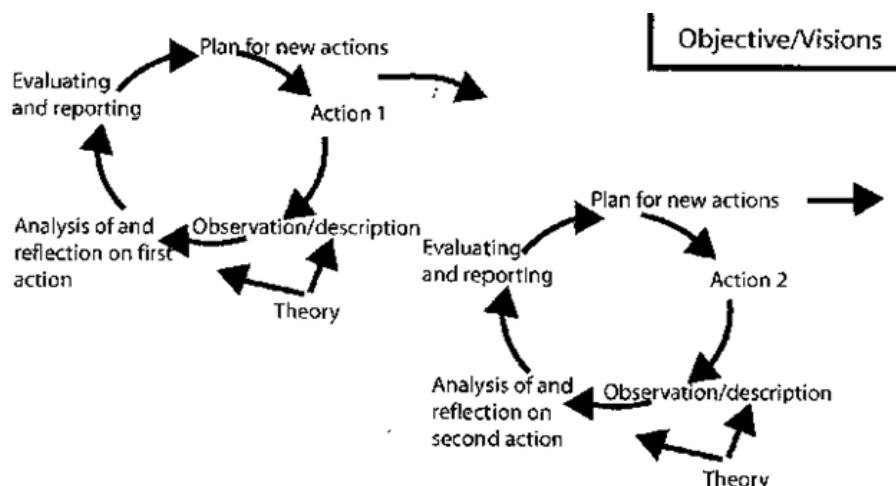 Plan for new actions
Objective/Visions
Evaluating
and reporting
Action 1
Analysis of and
reflection on first
action
Observation/description
Theory
Plan for new actions
Evaluating
and reporting
Action 2
Analysis of and
reflection on
second action
Observation/description
Theory